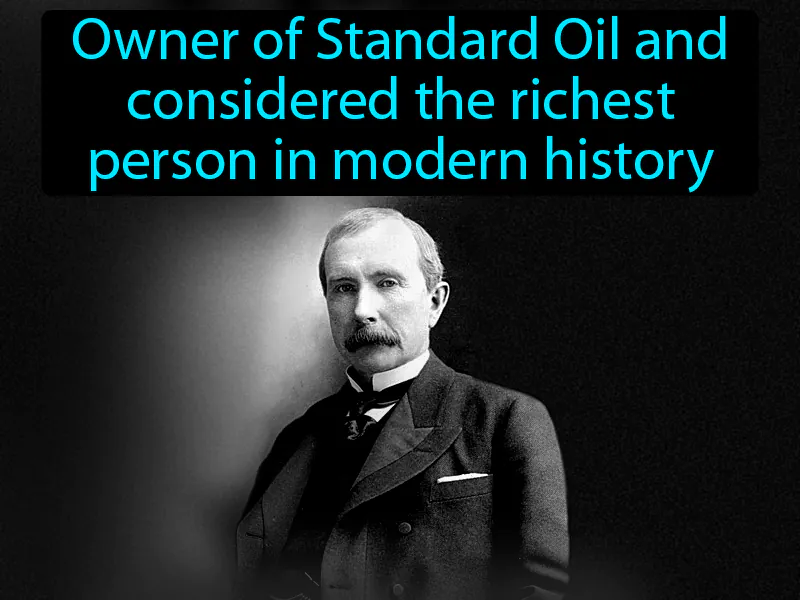 Owner of Standard Oil and
considered the richest
person in modern history